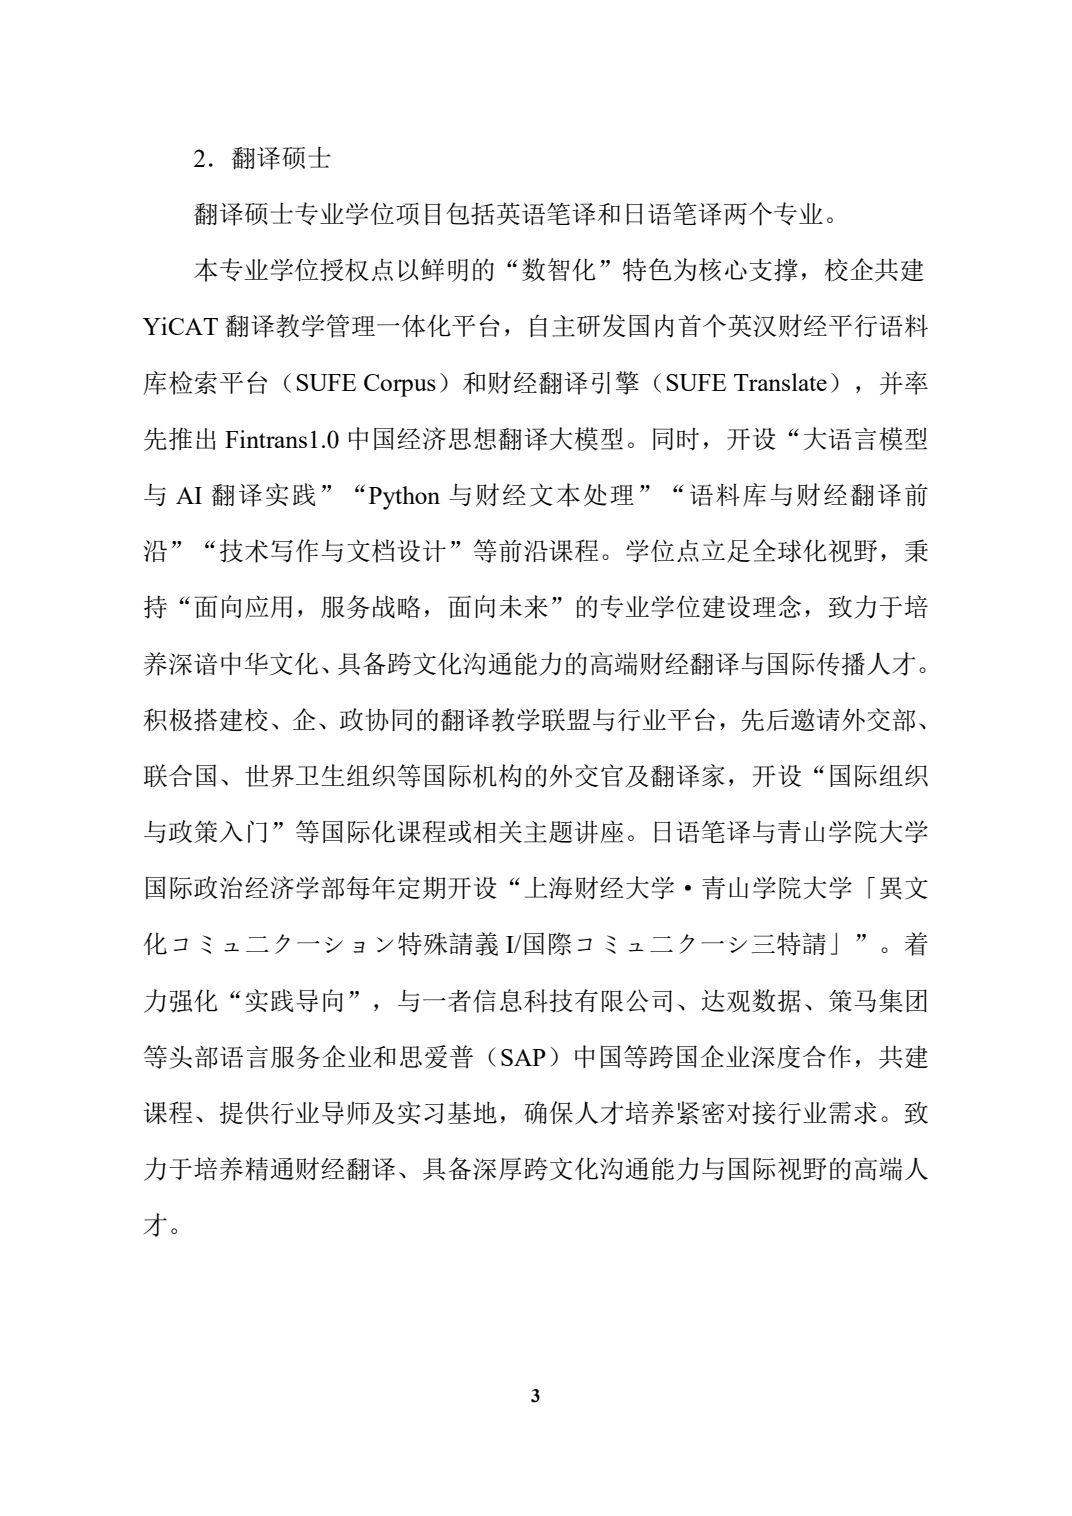 2．翻译硕士
翻译硕士专业学位项目包括英语笔译和日语笔译两个专业。
本专业学位授权点以鲜明的“数智化”特色为核心支撑，校企共建
YiCAT 翻译教学管理一体化平台，自主研发国内首个英汉财经平行语料
库检索平台（SUFE Corpus）和财经翻译引擎（SUFE Translate），并率
先推出 Fintrans1.0 中国经济思想翻译大模型。同时，开设“大语言模型
与 AI 翻译实践”“Python 与财经文本处理”“语料库与财经翻译前
沿”“技术写作与文档设计”等前沿课程。学位点立足全球化视野，秉
持“面向应用，服务战略，面向未来”的专业学位建设理念，致力于培
养深谙中华文化、具备跨文化沟通能力的高端财经翻译与国际传播人才。
积极搭建校、企、政协同的翻译教学联盟与行业平台，先后邀请外交部、
联合国、世界卫生组织等国际机构的外交官及翻译家，开设“国际组织
与政策入门”等国际化课程或相关主题讲座。日语笔译与青山学院大学
国际政治经济学部每年定期开设“上海财经大学·青山学院大学「異文
化コミュ二ク一ション特殊請義 I/国際コミュ二ク一シ三特請」”。着
力强化“实践导向”，与一者信息科技有限公司、达观数据、策马集团
等头部语言服务企业和思爱普（SAP）中国等跨国企业深度合作，共建
课程、提供行业导师及实习基地，确保人才培养紧密对接行业需求。致
力于培养精通财经翻译、具备深厚跨文化沟通能力与国际视野的高端人
才。
3